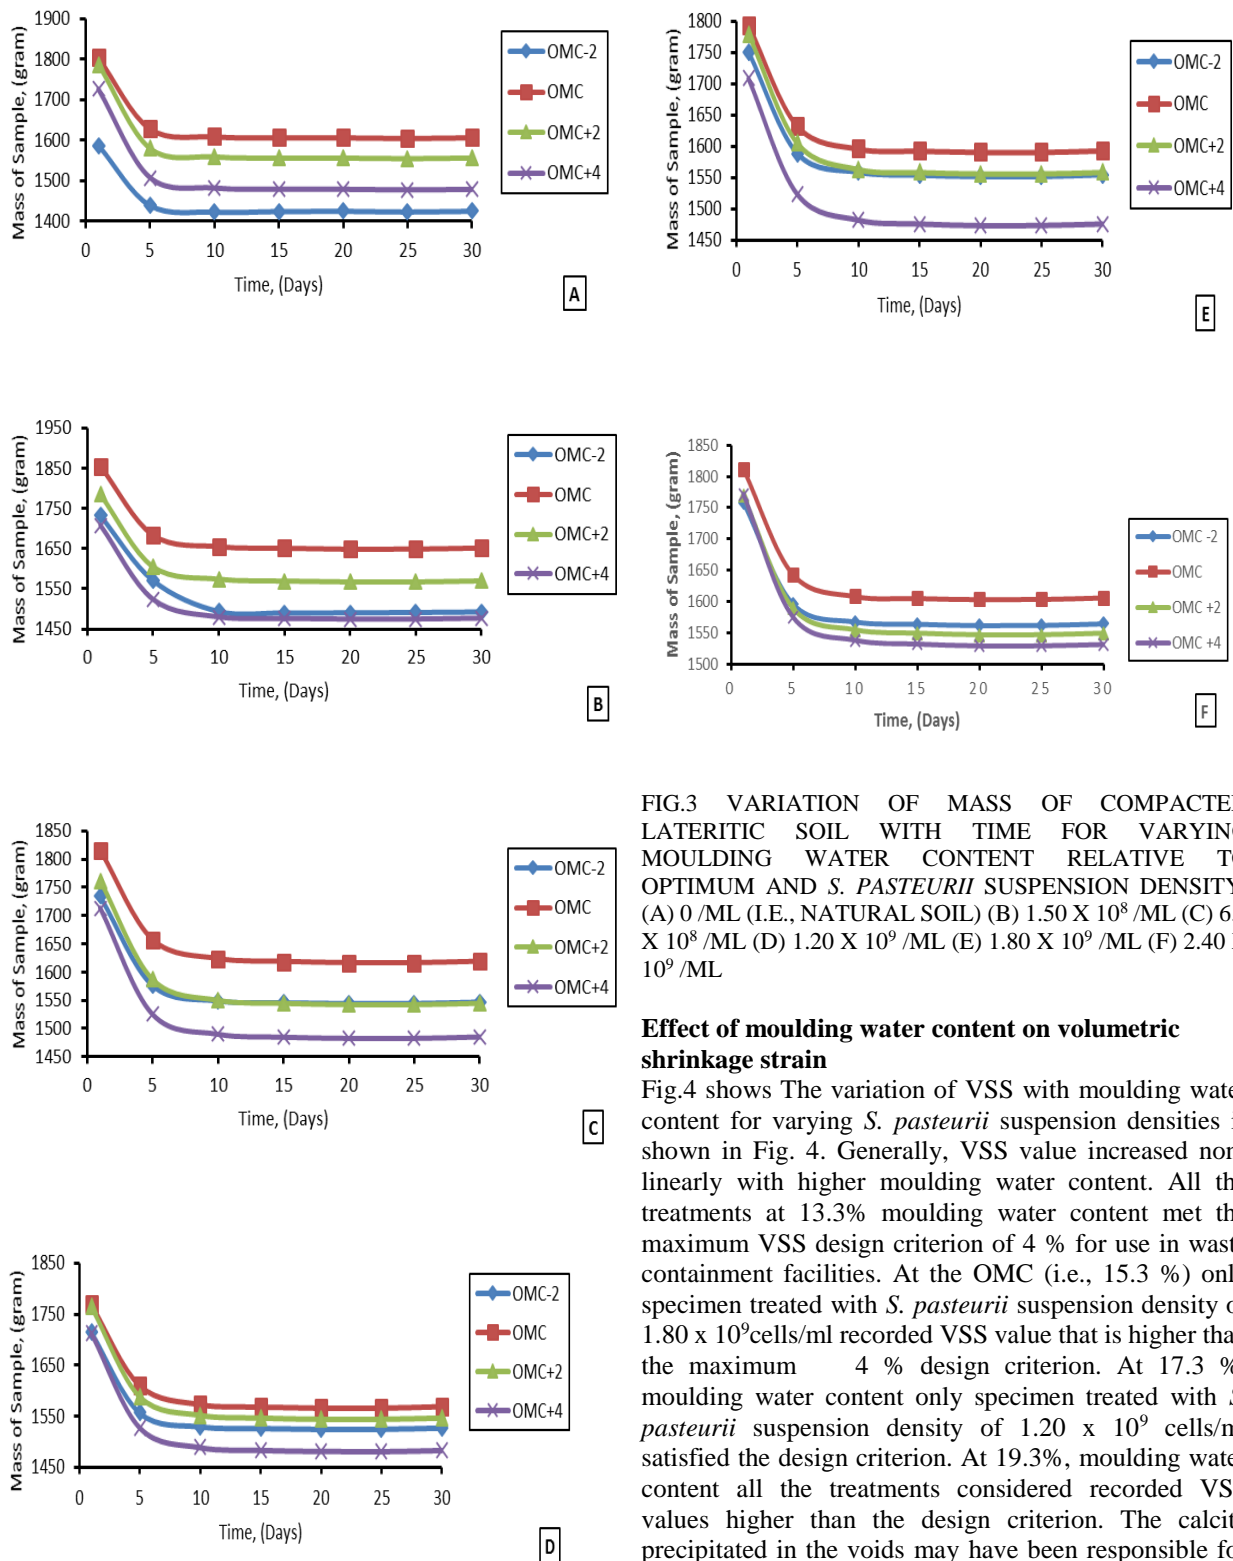 1900
1800
1700
1600
1500
1400
0 5 10 15 20 25 30
Mass of Sample, (gram)
Time, (Days)
OMC-2
OMC
OMC+2
OMC+4
A
1950
1850
1750
1650
1550
1450
0 5 10 15 20 25 30
Mass of Sample, (gram)
Time, (Days)
OMC-2
OMC
OMC+2
OMC+4
B
1850
1800
1750
1700
1650
1600
1550
1500
1450
0 5 10 15 20 25 30
Mass of Sample, (gram)
Time, (Days)
OMC-2
OMC
OMC+2
OMC+4
C
1850
1750
1650
1550
1450
0 5 10 15 20 25 30
Mass of Sample, (gram)
Time, (Days)
OMC-2
OMC
OMC+2
OMC+4
D
1800
1750
1700
1650
1600
1550
1500
1450
0 5 10 15 20 25 30
Mass of Sample, (gram)
Time, (Days)
OMC-2
OMC
OMC+2
OMC+4
E
1850
1800
1750
1700
1650
1600
1550
1500
0 5 10 15 20 25 30
Mass of Sample, (gram)
Time, (Days)
OMC -2
OMC
OMC +2
OMC +4
F
FIG.3 VARIATION OF MASS OF COMPACTE
LATERITIC SOIL WITH TIME FOR VARYING
MOULDING WATER CONTENT RELATIVE TO
OPTIMUM AND S. PASTEURII SUSPENSION DENSITY
(A) 0 /ML (I.E., NATURAL SOIL) (B) 1.50 X 10⁸ /ML (C) 6.
X 10⁸ /ML (D) 1.20 X 10⁹ /ML (E) 1.80 X 10⁹ /ML (F) 2.40
10⁹ /ML
Effect of moulding water content on volumetric
shrinkage strain
Fig.4 shows The variation of VSS with moulding water
content for varying S. pasteurii suspension densities
shown in Fig. 4. Generally, VSS value increased non
linearly with higher moulding water content. All th
treatments at 13.3% moulding water content met th
maximum VSS design criterion of 4 % for use in wast
containment facilities. At the OMC (i.e., 15.3 %) onl
specimen treated with S. pasteurii suspension density o
1.80 x 10⁹cells/ml recorded VSS value that is higher tha
the maximum 4 % design criterion. At 17.3 %
moulding water content only specimen treated with S
pasteurii suspension density of 1.20 x 10⁹ cells/m
satisfied the design criterion. At 19.3%, moulding wate
content all the treatments considered recorded VS
values higher than the design criterion. The calcit
precipitated in the voids may have been responsible fo